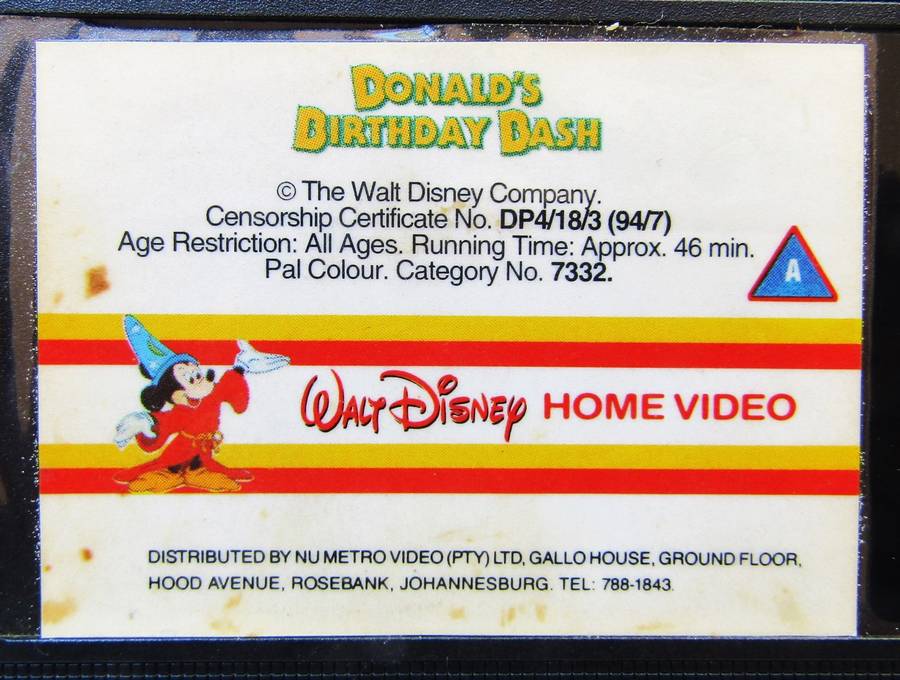 DONALD'S
BIRTHDAY BASH
© The Walt Disney Company.
Censorship Certificate No. DP4/18/3 (94/7)
Age Restriction: All Ages. Running Time: Approx. 46 min.
Pal Colour. Category No. 7332.
A
WALT DISNEY HOME VIDEO
DISTRIBUTED BY NU METRO VIDEO (PTY) LTD, GALLO HOUSE, GROUND FLOOR,
HOOD AVENUE, ROSEBANK, JOHANNESBURG. TEL: 788-1843.